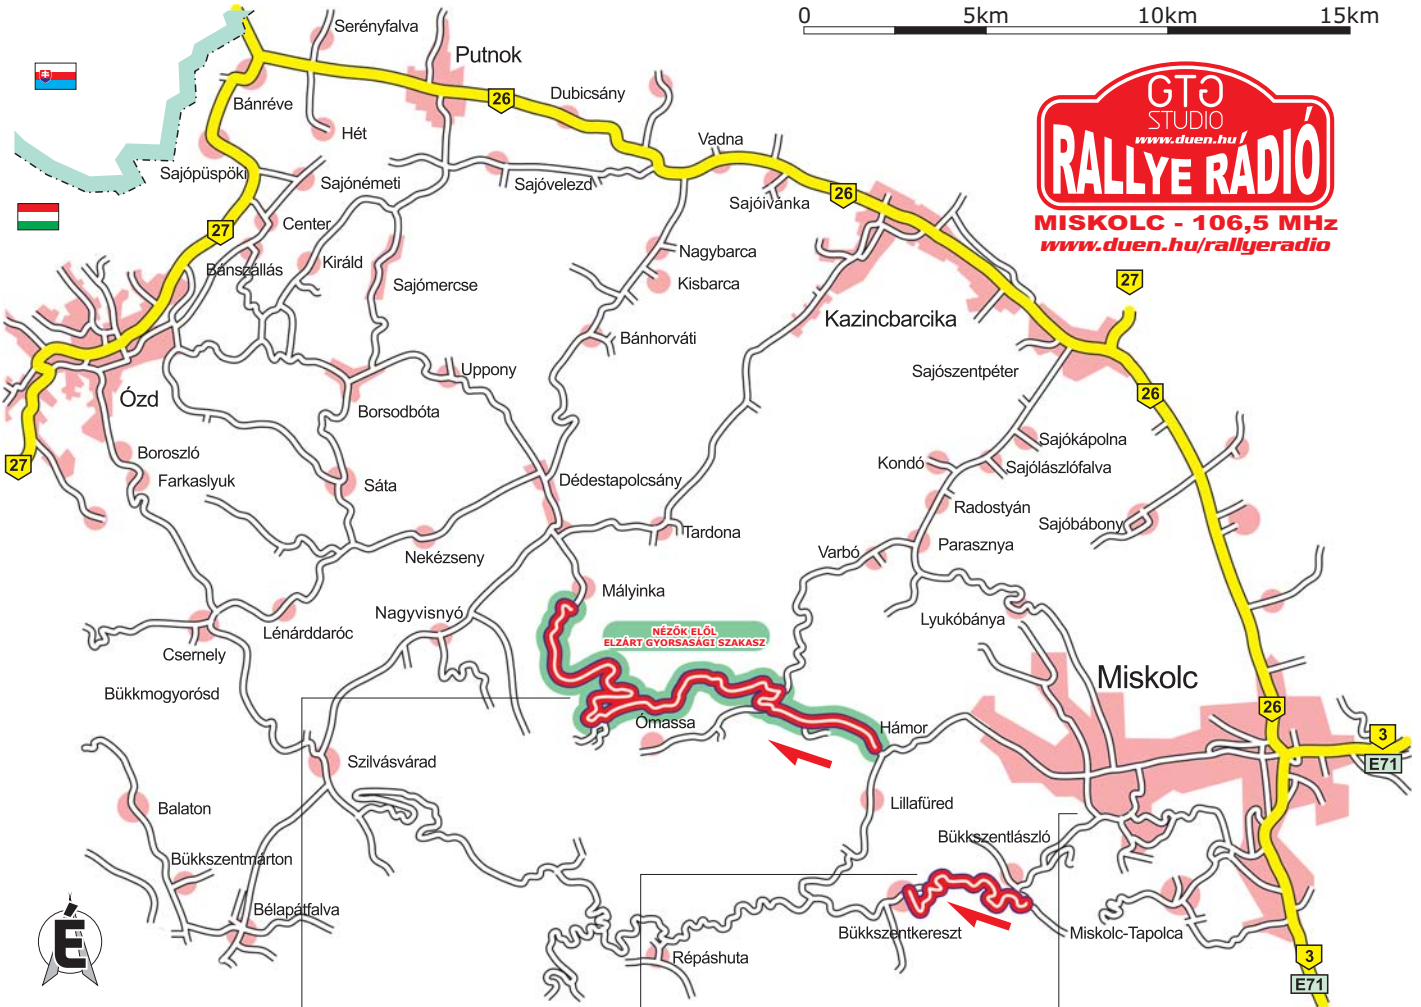 0 5km 10km 15km
Serényfalva
Putnok
GTG
STUDIO
www.duen.hu
RALLYE RÁDIÓ
MISKOLC - 106,5 MHz
www.duen.hu/rallyeradio
Bánréve
26
Dubicsány
Hét
Vadna
Sajópüspöki
Sajónémeti
Sajóvelezd
Sajóivánka
26
Center
27
Bánszállás
Királd
Sajómercse
Nagybarca
Kisbarca
27
Kazincbarcika
Bánhorváti
Uppony
Sajószentpéter
Ózd
Borsodbóta
26
Boroszló
Farkaslyuk
27
Sáta
Dédestapolcsány
Kondó
Sajókápolna
Sajólászlófalva
Radostyán
Sajóbábony
Nekézseny
Tardona
Varbó
Parasznya
Mályinka
Nagyvisnyó
Lénárddaróc
Lyukóbánya
NÉZŐK ELŐL
ELZÁRT GYORSASÁGI SZAKASZ
Csernely
Bükkmogyorósd
Miskolc
26
Ómassa
Hámor
3
E71
Szilvásvárad
Balaton
Lillafüred
Bükkszentlászló
Bükkszentmárton
Bélapátfalva
Bükkszentkereszt
Miskolc-Tapolca
É
Répáshuta
3
E71